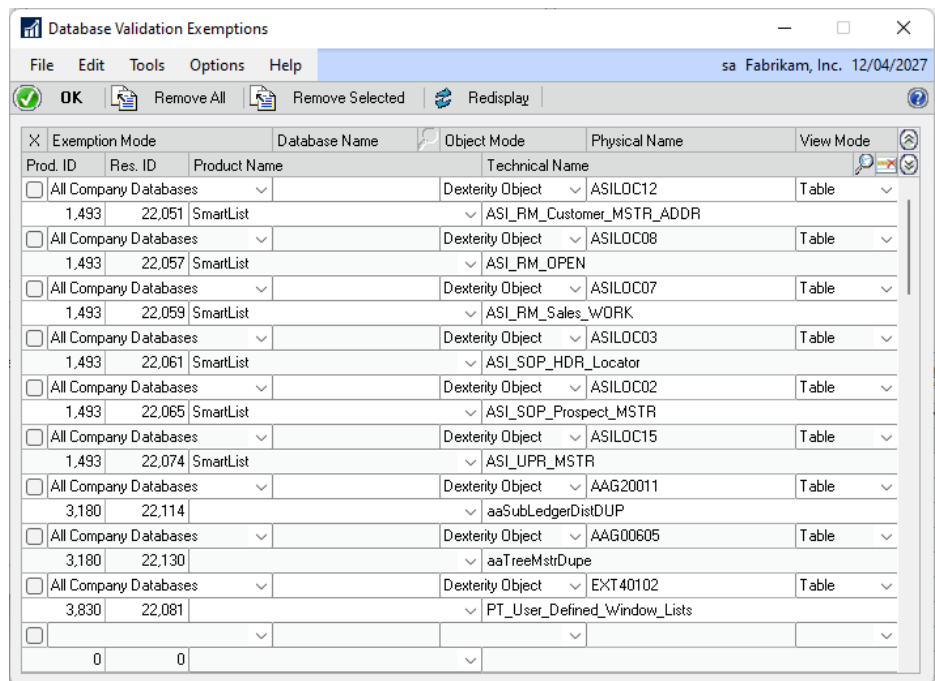 Database Validation Exemptions
File Edit Tools Options Help sa Fabrikam, Inc. 12/04/2027
OK Remove All Remove Selected Redisplay
X Exemption Mode Database Name Object Mode Physical Name View Mode
Prod. ID Res. ID Product Name Technical Name
All Company Databases Dexterity Object ASILOC12 Table
1,493 22,051 SmartList ASI_RM_Customer_MSTR_ADDR
All Company Databases Dexterity Object ASILOC08 Table
1,493 22,057 SmartList ASI_RM_OPEN
All Company Databases Dexterity Object ASILOC07 Table
1,493 22,059 SmartList ASI_RM_Sales_WORK
All Company Databases Dexterity Object ASILOC03 Table
1,493 22,061 SmartList ASI_SOP_HDR_Locator
All Company Databases Dexterity Object ASILOC02 Table
1,493 22,065 SmartList ASI_SOP_Prospect_MSTR
All Company Databases Dexterity Object ASILOC15 Table
1,493 22,074 SmartList ASI_UPR_MSTR
All Company Databases Dexterity Object AAG20011 Table
3,180 22,114 aaSubLedgerDistDUP
All Company Databases Dexterity Object AAG00605 Table
3,180 22,130 aaTreeMstrDupe
All Company Databases Dexterity Object EXT40102 Table
3,830 22,081 PT_User_Defined_Window_Lists
0 0